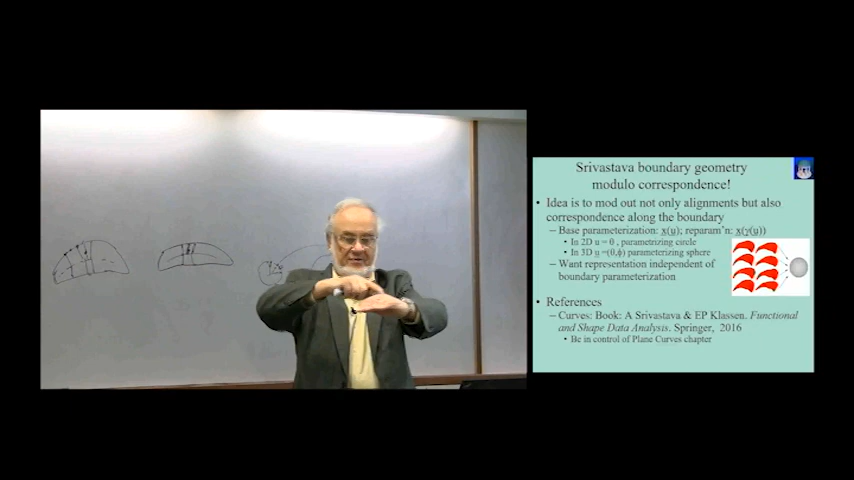 Srivastava boundary geometry
modulo correspondence!
• Idea is to mod out not only alignments but also
correspondence along the boundary
– Base parameterization: x(u); reparam'n: x(γ(u))
• In 2D u = θ, parametrizing circle
• In 3D u =(θ,ϕ) parameterizing sphere
– Want representation independent of
boundary parameterization
• References
– Curves: Book: A Srivastava & EP Klassen. Functional
and Shape Data Analysis. Springer, 2016
• Be in control of Plane Curves chapter